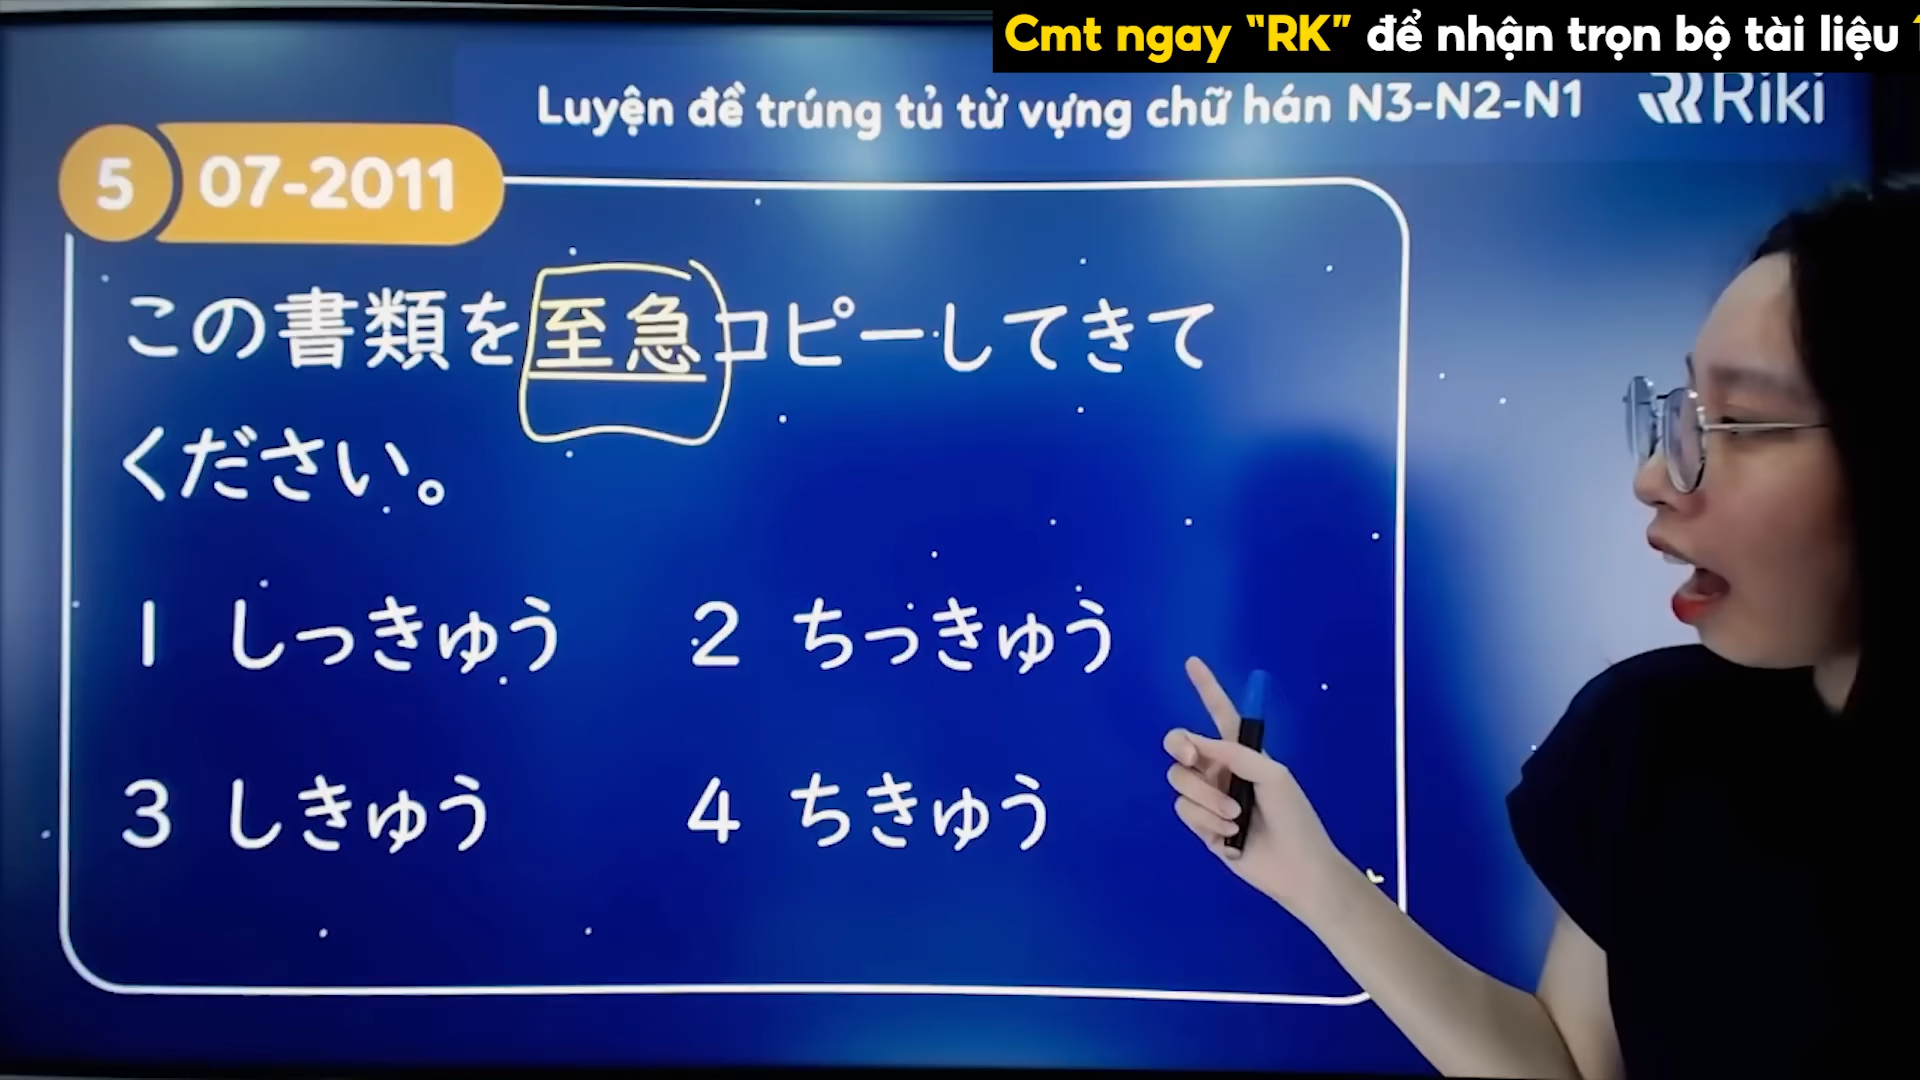 Cmt ngay “RK” để nhận trọn bộ tài liệu
Luyện đề trúng tủ từ vựng chữ hán N3-N2-N1
Riki
5 07-2011
この書類を至急コピーしてきて
ください。
1 しっきゅう 2 ちっきゅう
3 しきゅう 4 ちきゅう